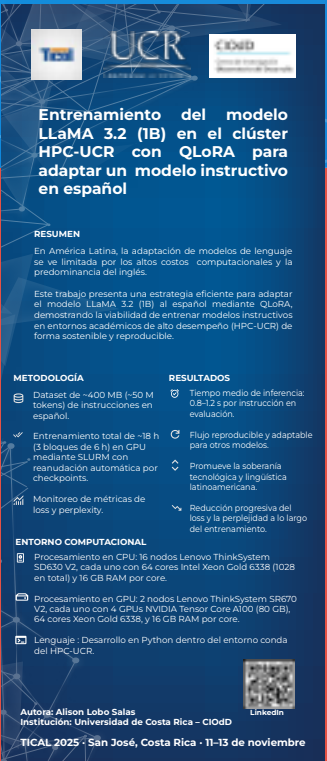 Tical
UCR
CIOdD
Entrenamiento del modelo
LLaMA 3.2 (1B) en el clúster
HPC-UCR con QLoRA para
adaptar un modelo instructivo
en español
RESUMEN
En América Latina, la adaptación de modelos de lenguaje
se ve limitada por los altos costos computacionales y la
predominancia del inglés.
Este trabajo presenta una estrategia eficiente para adaptar
el modelo LLaMA 3.2 (1B) al español mediante QLoRA,
demostrando la viabilidad de entrenar modelos instructivos
en entornos académicos de alto desempeño (HPC-UCR) de
forma sostenible y reproducible.
METODOLOGÍA
Dataset de ~400 MB (~50 M
tokens) de instrucciones en
español.
Entrenamiento total de ~18 h
(3 bloques de 6 h) en GPU
mediante SLURM con
reanudación automática por
checkpoints.
Monitoreo de métricas de
loss y perplexity.
RESULTADOS
Tiempo medio de inferencia:
0.8–1.2 s por instrucción en
evaluación.
Flujo reproducible y adaptable
para otros modelos.
Promueve la soberanía
tecnológica y lingüística
latinoamericana.
Reducción progresiva del
loss y la perplejidad a lo largo
del entrenamiento.
ENTORNO COMPUTACIONAL
Procesamiento en CPU: 16 nodos Lenovo ThinkSystem
SD630 V2, cada uno con 64 cores Intel Xeon Gold 6338 (1028
en total) y 16 GB RAM por core.
Procesamiento en GPU: 2 nodos Lenovo ThinkSystem SR670
V2, cada uno con 4 GPUs NVIDIA Tensor Core A100 (80 GB),
64 cores Xeon Gold 6338, y 16 GB RAM por core.
Lenguaje : Desarrollo en Python dentro del entorno conda
del HPC-UCR.
LinkedIn
Autora: Alison Lobo Salas
Institución: Universidad de Costa Rica – CIOdD
TICAL 2025 · San José, Costa Rica · 11–13 de noviembre